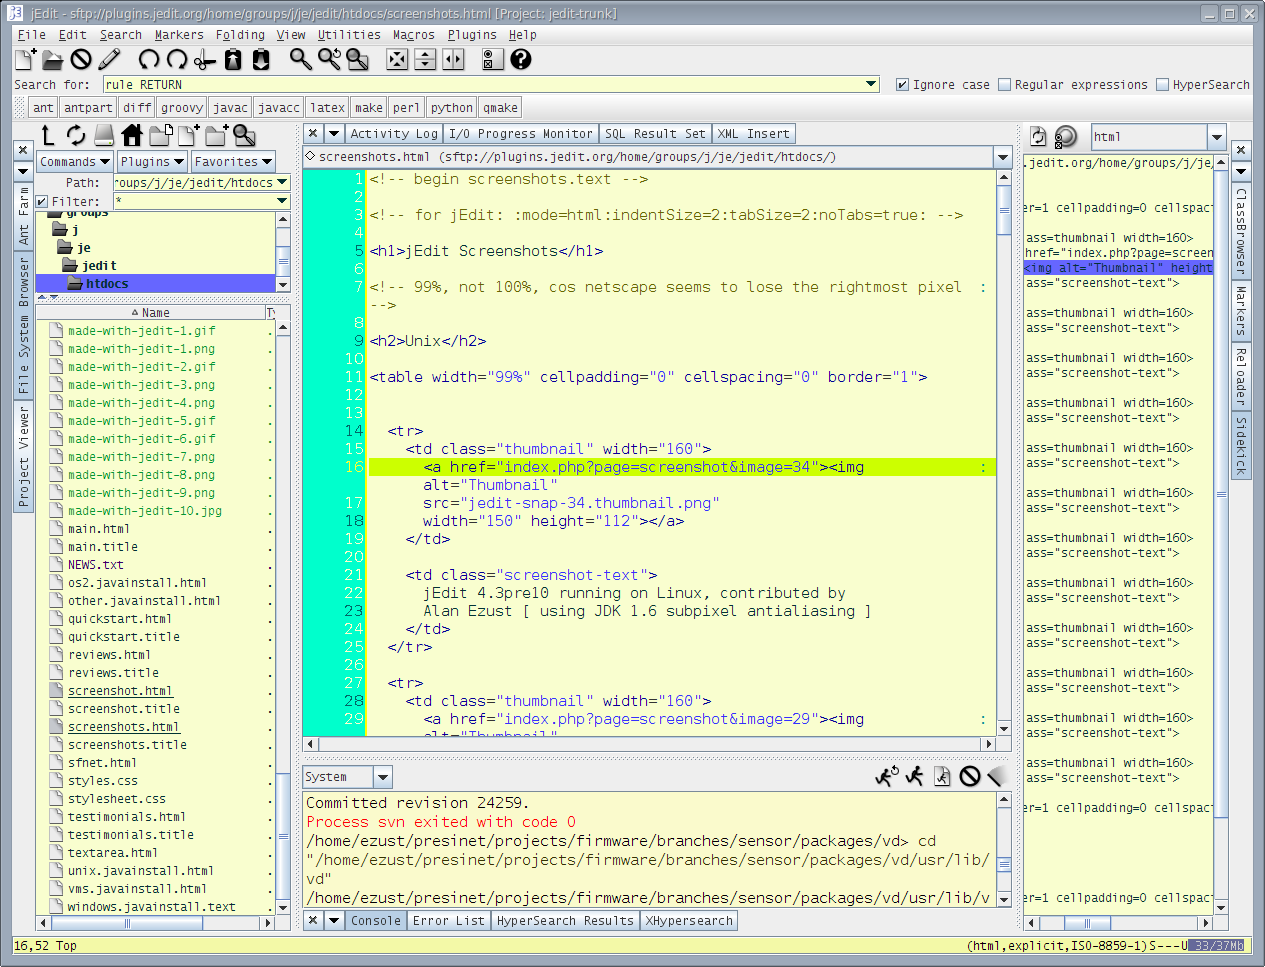 jEdit - sftp://plugins.jedit.org/home/groups/j/je/jedit/htdocs/screenshots.html [Project: jedit-trunk]
File Edit Search Markers Folding View Utilities Macros Plugins Help
Search for: rule RETURN Ignore case Regular expressions HyperSearch
ant antpart diff groovy javac javacc latex make perl python qmake
Commands Plugins Favorites
Path: roups/j/je/jedit/htdocs
Filter: *
groups
j
je
jedit
htdocs
Name Ty
made-with-jedit-1.gif .
made-with-jedit-1.png .
made-with-jedit-2.gif .
made-with-jedit-3.png .
made-with-jedit-4.png .
made-with-jedit-5.gif .
made-with-jedit-6.gif .
made-with-jedit-7.png .
made-with-jedit-8.png .
made-with-jedit-9.png .
made-with-jedit-10.jpg .
main.html .
main.title .
NEWS.txt .
os2.javainstall.html .
other.javainstall.html .
quickstart.html .
quickstart.title .
reviews.html .
reviews.title .
screenshot.html .
screenshot.title .
screenshots.html .
screenshots.title .
sfnet.html .
styles.css .
stylesheet.css .
testimonials.html .
testimonials.title .
textarea.html .
unix.javainstall.html .
vms.javainstall.html .
windows.javainstall.text .
Ant Farm
File System Browser
Project Viewer
Activity Log I/O Progress Monitor SQL Result Set XML Insert
screenshots.html (sftp://plugins.jedit.org/home/groups/j/je/jedit/htdocs/)
1 <!-- begin screenshots.text -->
2
3 <!-- for jEdit: :mode=html:indentSize=2:tabSize=2:noTabs=true: -->
4
5 <h1>jEdit Screenshots</h1>
6
7 <!-- 99%, not 100%, cos netscape seems to lose the rightmost pixel :
-->
8
9 <h2>Unix</h2>
10
11 <table width="99%" cellpadding="0" cellspacing="0" border="1">
12
13
14 <tr>
15 <td class="thumbnail" width="160">
16 <a href="index.php?page=screenshot&image=34"><img :
alt="Thumbnail"
17 src="jedit-snap-34.thumbnail.png"
18 width="150" height="112"></a>
19 </td>
20
21 <td class="screenshot-text">
22 jEdit 4.3pre10 running on Linux, contributed by
23 Alan Ezust [ using JDK 1.6 subpixel antialiasing ]
24 </td>
25 </tr>
26
27 <tr>
28 <td class="thumbnail" width="160">
29 <a href="index.php?page=screenshot&image=29"><img :
alt="Thumbnail"
System
Committed revision 24259.
Process svn exited with code 0
/home/ezust/presinet/projects/firmware/branches/sensor/packages/vd> cd
"/home/ezust/presinet/projects/firmware/branches/sensor/packages/vd/usr/lib/
vd"
/home/ezust/presinet/projects/firmware/branches/sensor/packages/vd/usr/lib/v
Console Error List HyperSearch Results XHypersearch
html
.jedit.org/home/groups/j/je/
er=1 cellpadding=0 cellspac
ass=thumbnail width=160>
href="index.php?page=screen
<img alt="Thumbnail" height
ass="screenshot-text">
ass=thumbnail width=160>
ass="screenshot-text">
ass=thumbnail width=160>
ass="screenshot-text">
ass=thumbnail width=160>
ass="screenshot-text">
ass=thumbnail width=160>
ass="screenshot-text">
ass=thumbnail width=160>
ass="screenshot-text">
ass=thumbnail width=160>
ass="screenshot-text">
ass=thumbnail width=160>
ass="screenshot-text">
ass=thumbnail width=160>
ass="screenshot-text">
ass=thumbnail width=160>
ass="screenshot-text">
ass=thumbnail width=160>
ass="screenshot-text">
ass=thumbnail width=160>
ass="screenshot-text">
er=1 cellpadding=0 cellspac
er=1 cellpadding=0 cellspac
ClassBrowser
Markers
Reloader
Sidekick
16,52 Top (html,explicit,ISO-8859-1)S---U 33/37Mb